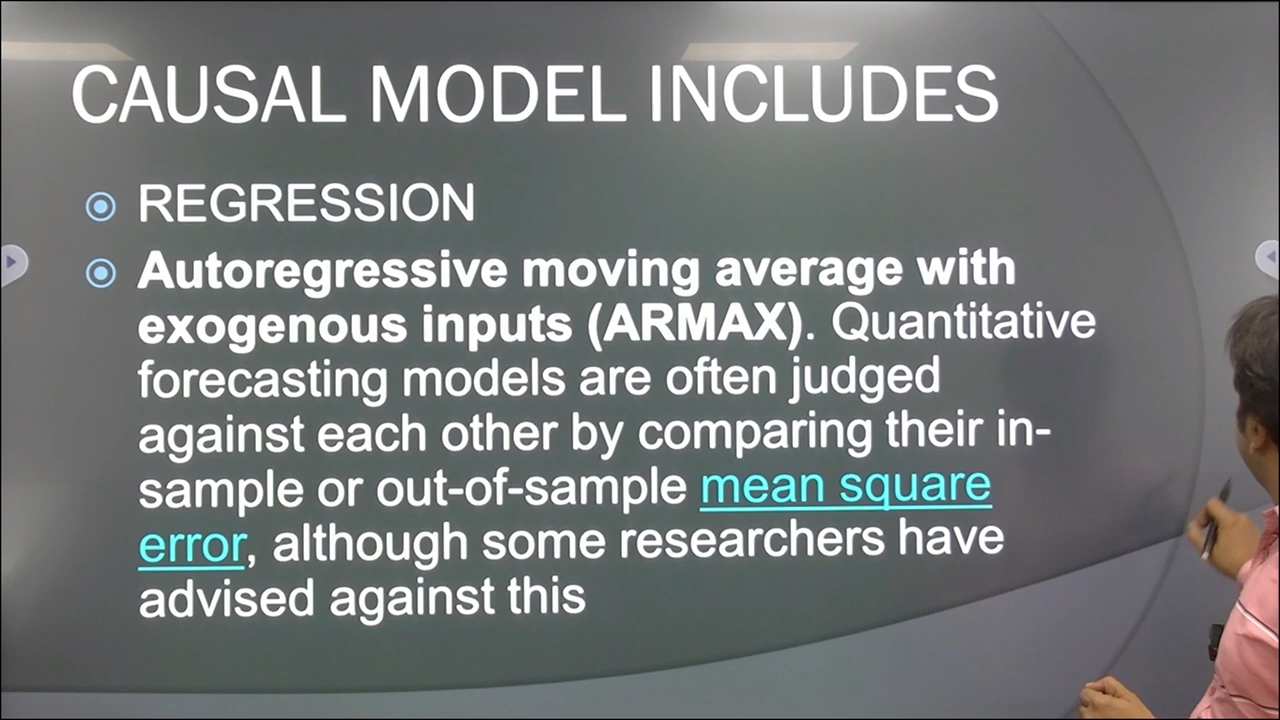 CAUSAL MODEL INCLUDES
REGRESSION
Autoregressive moving average with
exogenous inputs (ARMAX). Quantitative
forecasting models are often judged
against each other by comparing their in-
sample or out-of-sample mean square
error, although some researchers have
advised against this